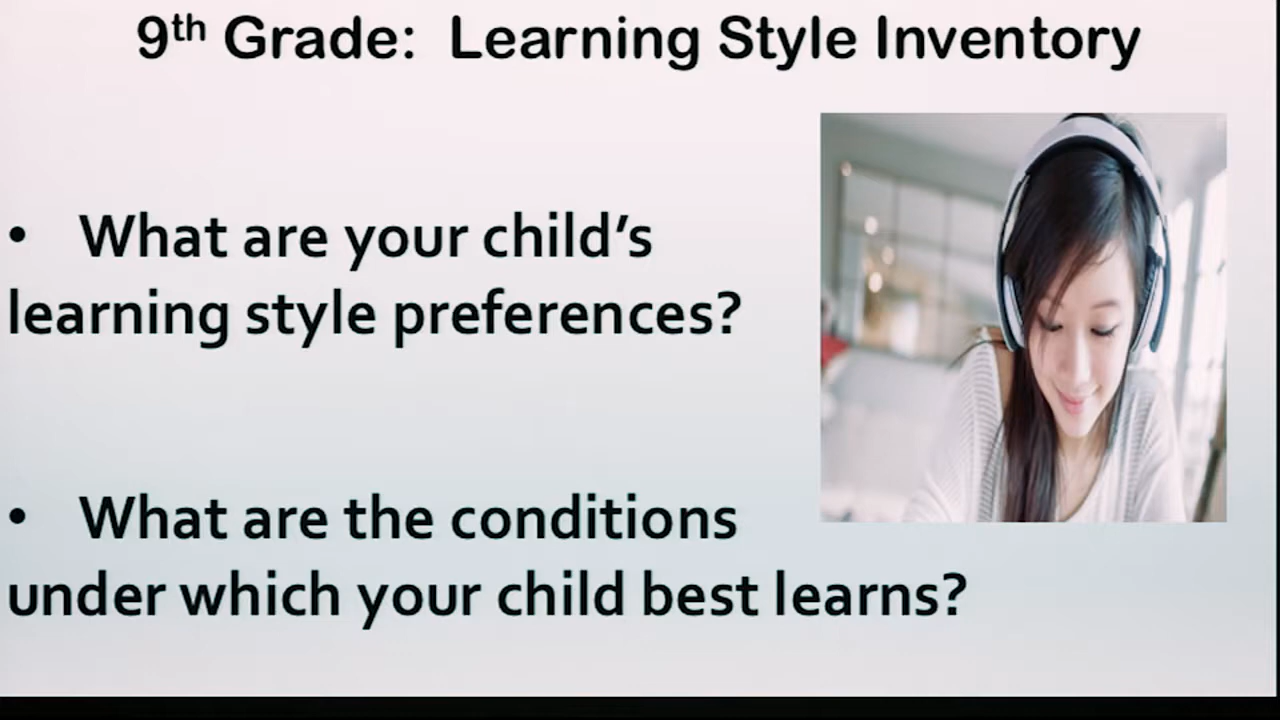 9th Grade: Learning Style Inventory
• What are your child’s
learning style preferences?
• What are the conditions
under which your child best learns?